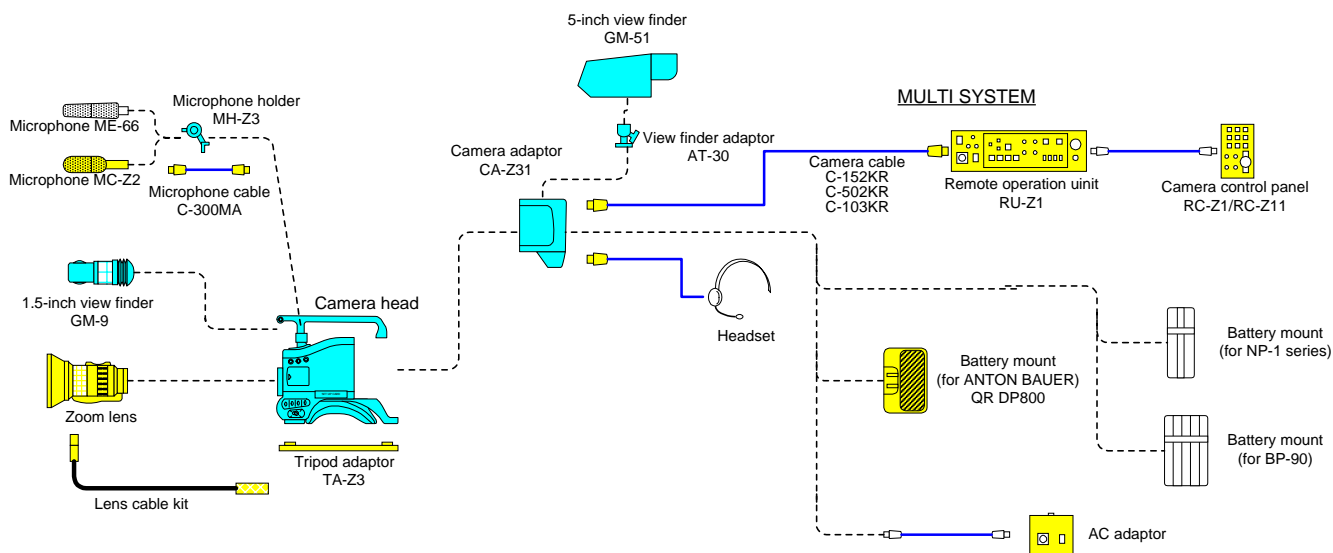 5-inch view finder
GM-51
MULTI SYSTEM
Microphone ME-66
Microphone holder
MH-Z3
Microphone MC-Z2
Microphone cable
C-300MA
Camera adaptor
CA-Z31
View finder adaptor
AT-30
Camera cable
C-152KR
C-502KR
C-103KR
Remote operation uinit
RU-Z1
Camera control panel
RC-Z1/RC-Z11
1.5-inch view finder
GM-9
Camera head
Headset
Battery mount
(for NP-1 series)
Battery mount
(for ANTON BAUER)
QR DP800
Zoom lens
Tripod adaptor
TA-Z3
Battery mount
(for BP-90)
Lens cable kit
AC adaptor